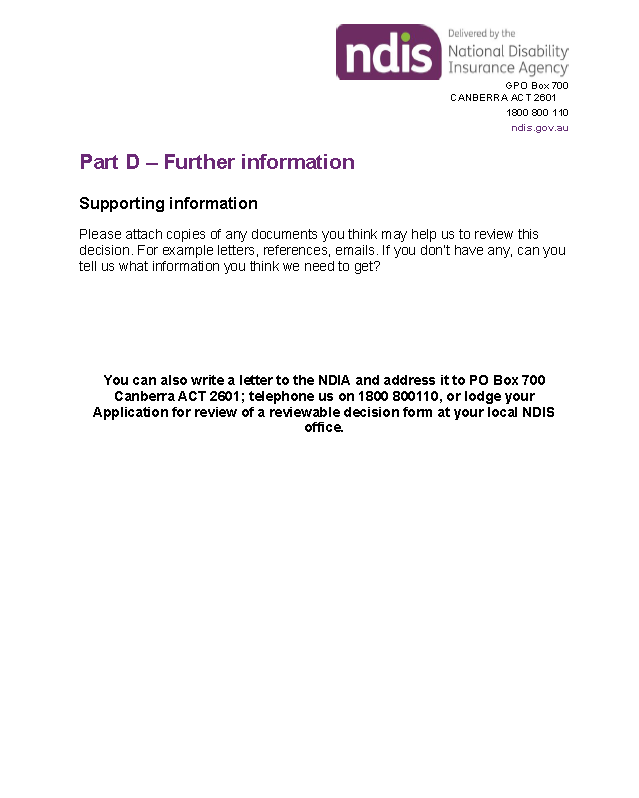 ndis
Delivered by the
National Disability
Insurance Agency
GPO Box 700
CANBERRA ACT 2601
1800 800 110
ndis.gov.au
Part D – Further information
Supporting information
Please attach copies of any documents you think may help us to review this
decision. For example letters, references, emails. If you don't have any, can you
tell us what information you think we need to get?
You can also write a letter to the NDIA and address it to PO Box 700
Canberra ACT 2601; telephone us on 1800 800110, or lodge your
Application for review of a reviewable decision form at your local NDIS
office.